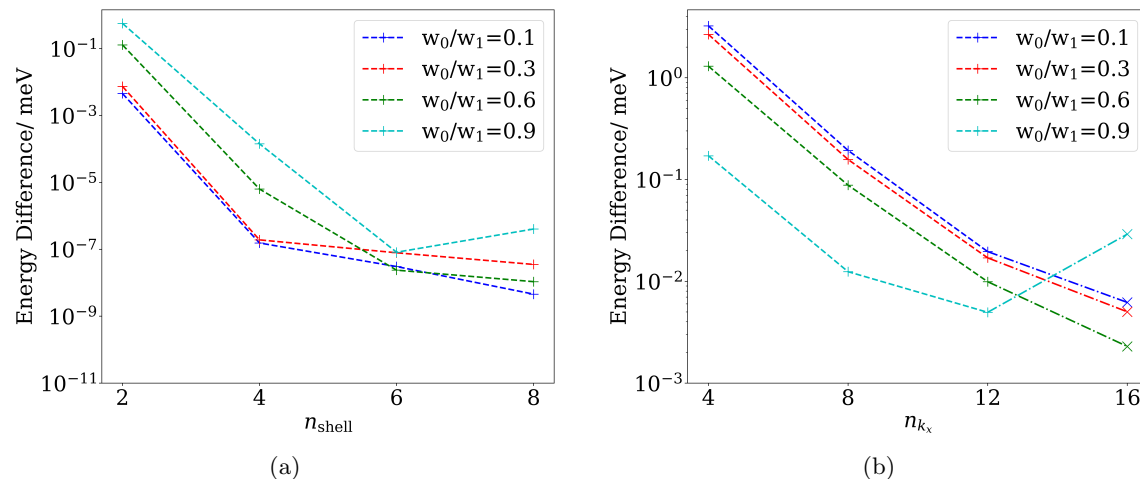 10⁻¹
10⁻³
10⁻⁵
10⁻⁷
10⁻⁹
10⁻¹¹
Energy Difference/ meV
w₀/w₁=0.1
w₀/w₁=0.3
w₀/w₁=0.6
w₀/w₁=0.9
2 4 6 8
n_shell
(a)
10⁰
10⁻¹
10⁻²
10⁻³
Energy Difference/ meV
w₀/w₁=0.1
w₀/w₁=0.3
w₀/w₁=0.6
w₀/w₁=0.9
4 8 12 16
n_{k_x}
(b)